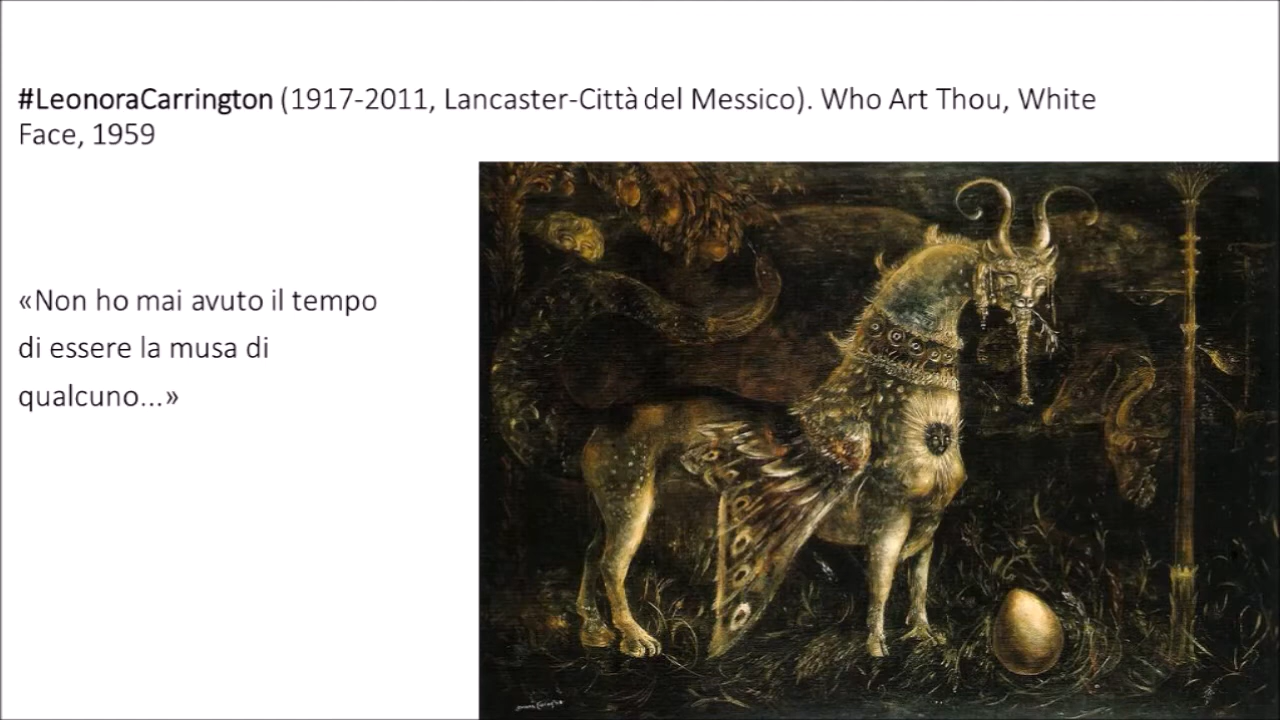 #LeonoraCarrington (1917-2011, Lancaster-Città del Messico). Who Art Thou, White
Face, 1959
«Non ho mai avuto il tempo
di essere la musa di
qualcuno...»